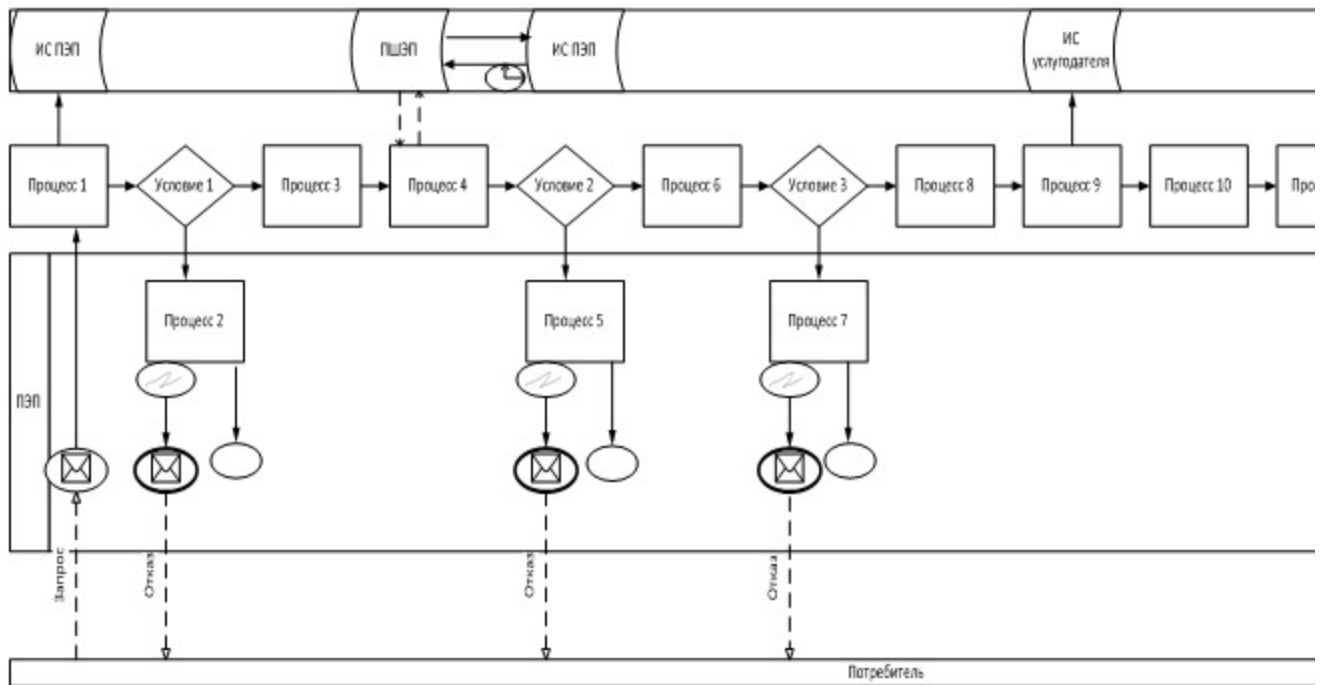 ИС ПЭП
ПШЭП
ИС ПЭП
ИС
услугодателя
Процесс 1
Условие 1
Процесс 3
Процесс 4
Условие 2
Процесс 6
Условие 3
Процесс 8
Процесс 9
Процесс 10
Про
Процесс 2
Процесс 5
Процесс 7
ПЭП
Запрос
Отказ
Отказ
Отказ
Потребитель